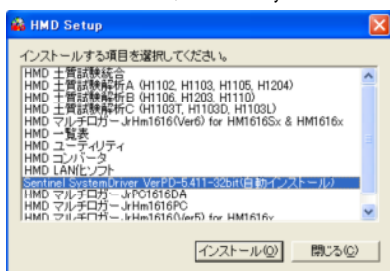 HMD Setup
インストールする項目を選択してください。
HMD 土質試験統合
HMD 土質試験解析A (H1102, H1103, H1105, H1204)
HMD 土質試験解析B (H1106, H1203, H1110)
HMD 土質試験解析C (H1103T, H1103D, H1103L)
HMD マルチロガーJrHm1616(Ver6) for HM1616Sx & HM1616x
HMD 一覧表
HMD ユーティリティ
HMD コンバータ
HMD LAN化ソフト
Sentinel SystemDriver VerPD-5.411-32bit(自動インストール)
HMD マルチロガーJrPC1616DA
HMD マルチロガーJrHm1616PC
HMD マルチロガーJrHm1616(Ver5) for HM1616v
インストール(O)
閉じる(C)